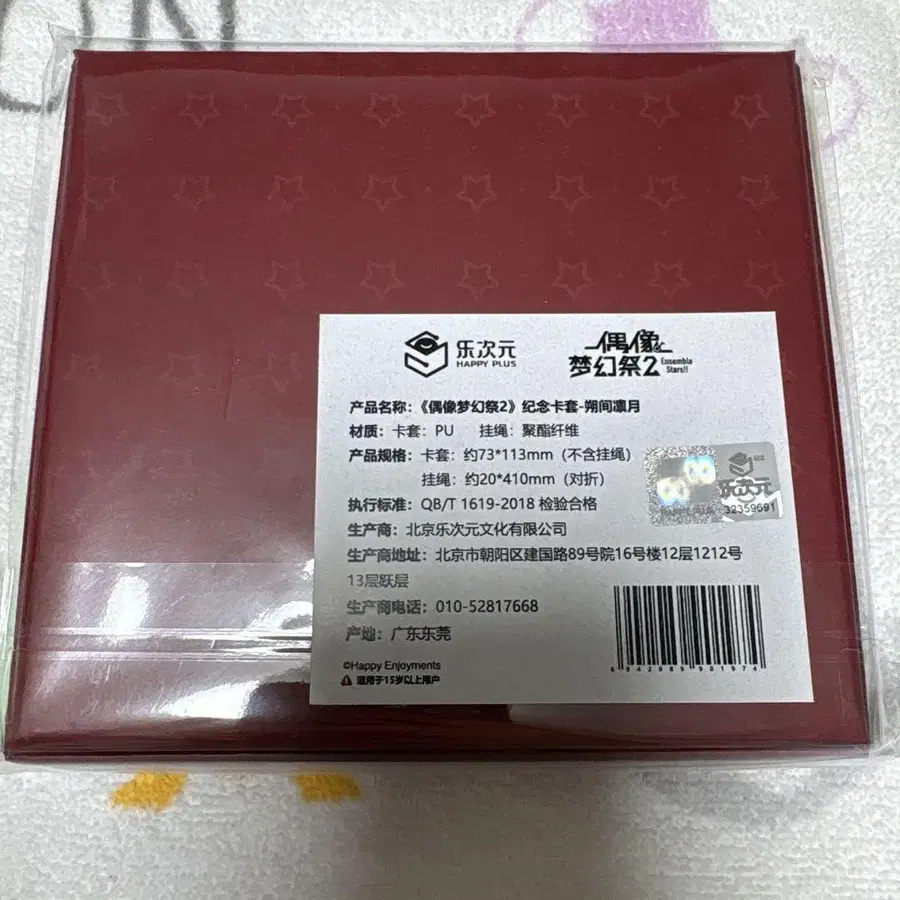 乐次元
HAPPY PLUS
偶像
梦幻祭2
Ensemble
Stars!!
产品名称：《偶像梦幻祭2》纪念卡套-朔间凛月
材质：卡套：PU 挂绳：聚酯纤维
产品规格：卡套：约73*113mm（不含挂绳）
挂绳：约20*410mm（对折）
执行标准：QB/T 1619-2018 检验合格
生产商：北京乐次元文化有限公司
生产商地址：北京市朝阳区建国路89号院16号楼12层1212号
13层跃层
生产商电话：010-52817668
产地：广东东莞
©Happy Enjoyments
适用于15岁以上用户
乐次元
HAPPY PLUS
32359691
6942089901974